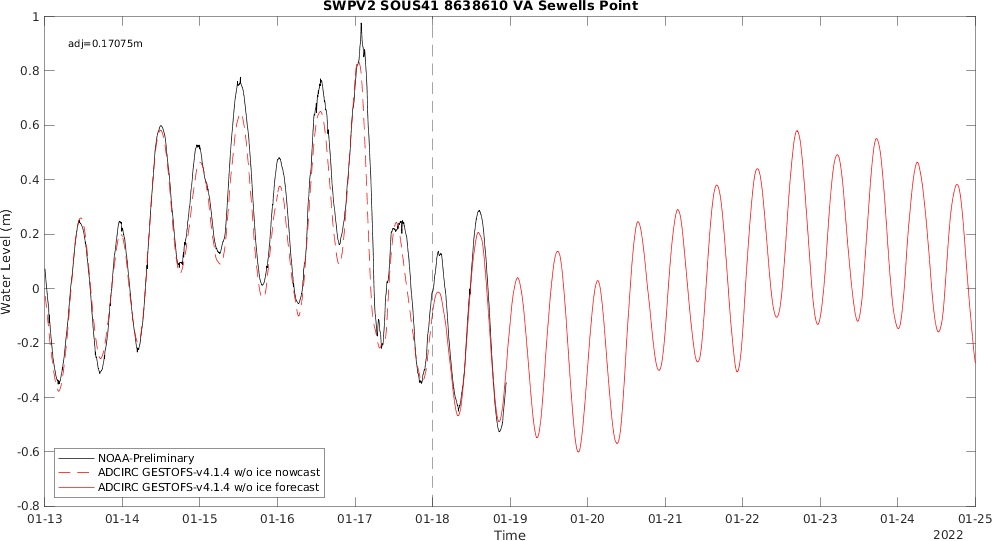 SWPV2 SOUS41 8638610 VA Sewells Point
adj=0.17075m
1
0.8
0.6
0.4
0.2
0
-0.2
-0.4
-0.6
-0.8
Water Level (m)
NOAA-Preliminary
ADCIRC GESTOFS-v4.1.4 w/o ice nowcast
ADCIRC GESTOFS-v4.1.4 w/o ice forecast
01-13 01-14 01-15 01-16 01-17 01-18 01-19 01-20 01-21 01-22 01-23 01-24 01-25
Time
2022